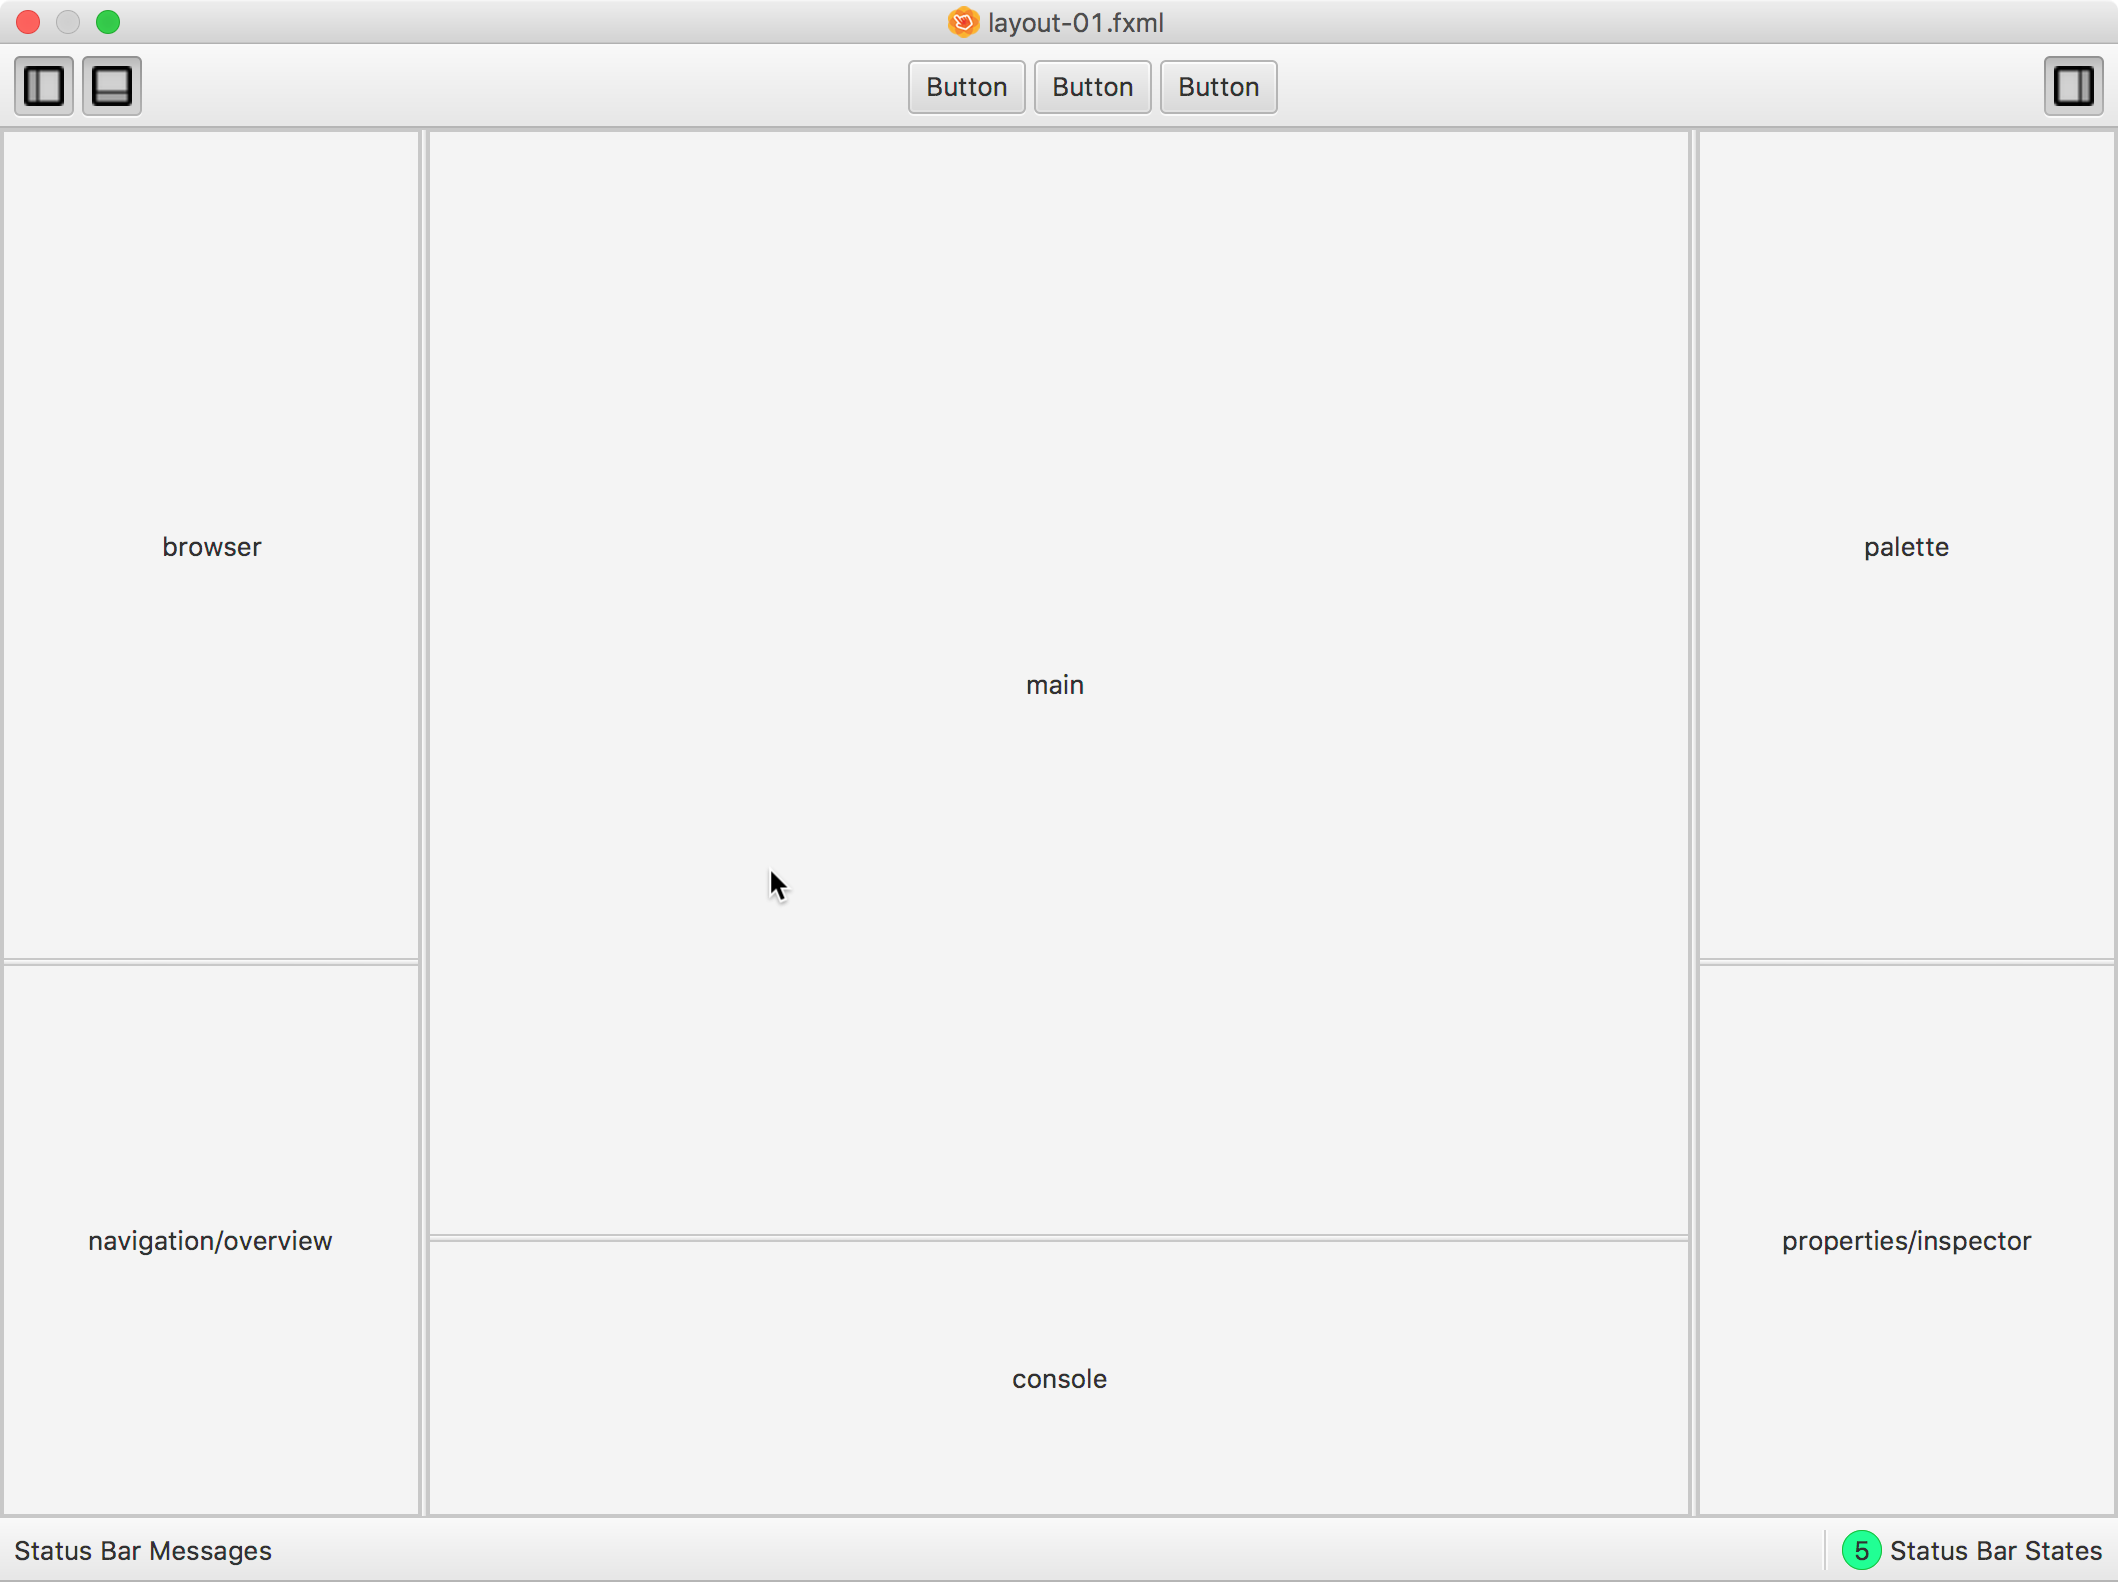 layout-01.fxml
Button Button Button
browser
main
palette
navigation/overview
properties/inspector
console
Status Bar Messages
5 Status Bar States